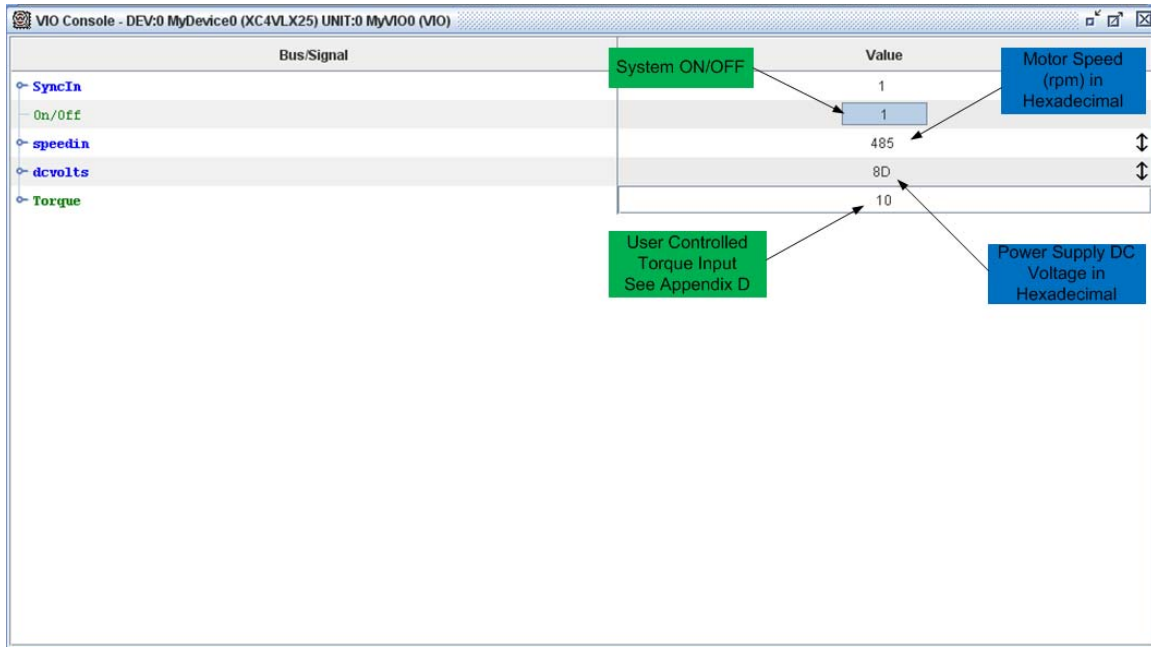 VIO Console - DEV:0 MyDevice0 (XC4VLX25) UNIT:0 MyVIO0 (VIO)
Bus/Signal
Value
SyncIn
1
On/Off
1
speedin
485
dcvolts
8D
Torque
10
System ON/OFF
Motor Speed
(rpm) in
Hexadecimal
User Controlled
Torque Input
See Appendix D
Power Supply DC
Voltage in
Hexadecimal